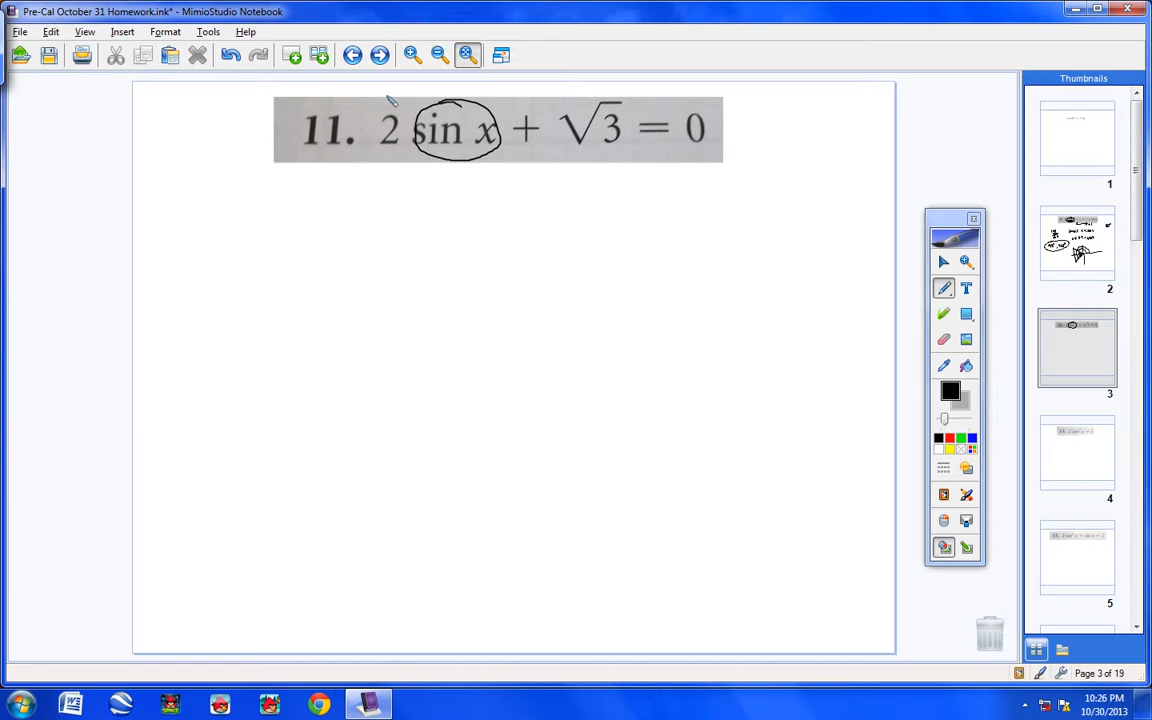 Pre-Cal October 31 Homework.ink* - MimioStudio Notebook
File Edit View Insert Format Tools Help
Thumbnails
11. 2 sin x + √3 = 0
1
2
3
4
5
Page 3 of 19
10:26 PM
10/30/2013